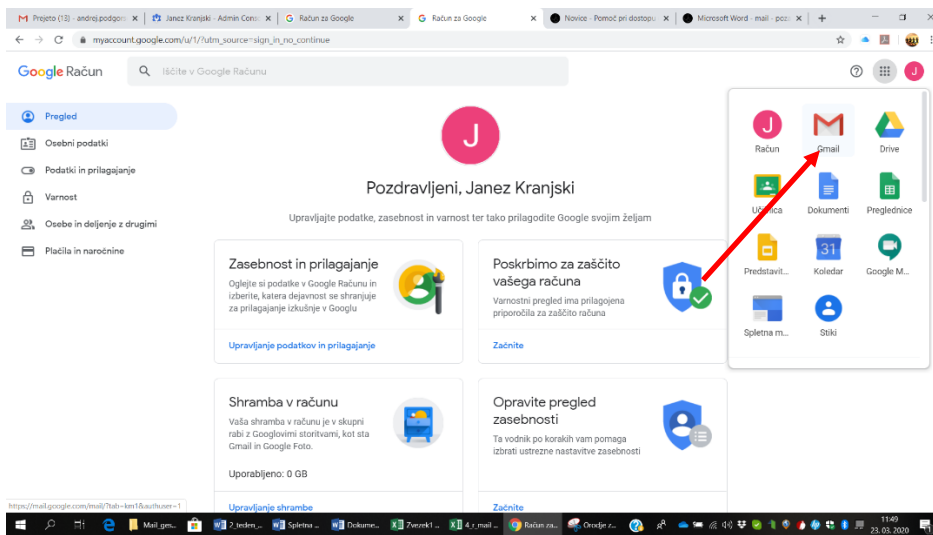 Prejeto (13) - andrej.podgors
Janez Kranjski - Admin Consc
Račun za Google
Račun za Google
Novice - Pomoč pri dostopu
Microsoft Word - mail - poz
myaccount.google.com/u/1/?utm_source=sign_in_no_continue
Google Račun
Iščite v Google Računu
J
Pregled
Osebni podatki
Podatki in prilagajanje
Varnost
Osebe in deljenje z drugimi
Plačila in naročnine
J
Pozdravljeni, Janez Kranjski
Upravljajte podatke, zasebnost in varnost ter tako prilagodite Google svojim željam
Zasebnost in prilagajanje
Oglejte si podatke v Google Računu in
izberite, katera dejavnost se shranjuje
za prilagajanje izkušnje v Googlu
Upravljanje podatkov in prilagajanje
Poskrbimo za zaščito
vašega računa
Varnostni pregled ima prilagojena
priporočila za zaščito računa
Začnite
Shramba v računu
Vaša shramba v računu je v skupni
rabi z Googlovimi storitvami, kot sta
Gmail in Google Foto.
Uporabljeno: 0 GB
Upravljanje shrambe
Opravite pregled
zasebnosti
Ta vodnik po korakih vam pomaga
izbrati ustrezne nastavitve zasebnosti
Začnite
J
Račun
Gmail
Drive
Učilnica
Dokumenti
Preglednice
Predstavit...
31
Koledar
Google M...
Spletna m...
Stiki
https://mail.google.com/mail/?tab=km1&authuser=1
Mail_ges...
2_teden_...
Spletna ...
Dokume...
Zvezek1 ...
4_r_mail ...
Račun za...
Orodje z...
11:49
23. 03. 2020